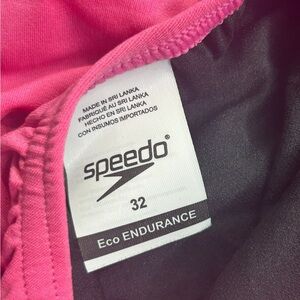 MADE IN SRI LANKA
FABRIQUÉ AU SRI LANKA
HECHO EN SRI LANKA
CON INSUMOS IMPORTADOS
speedo®
32
Eco ENDURANCE